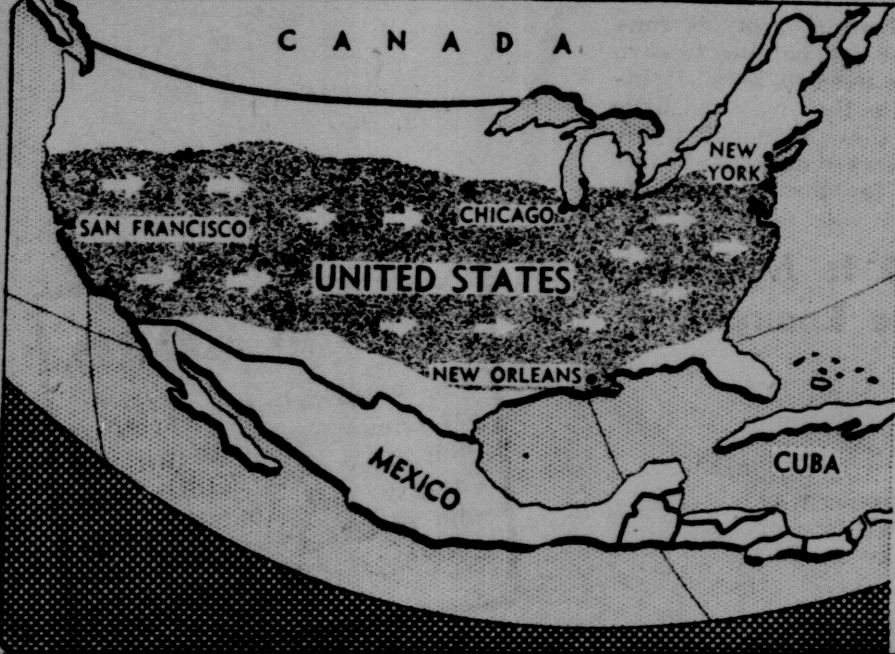 CANADA
NEW
YORK
CHICAGO
SAN FRANCISCO
UNITED STATES
NEW ORLEANS
MEXICO
CUBA